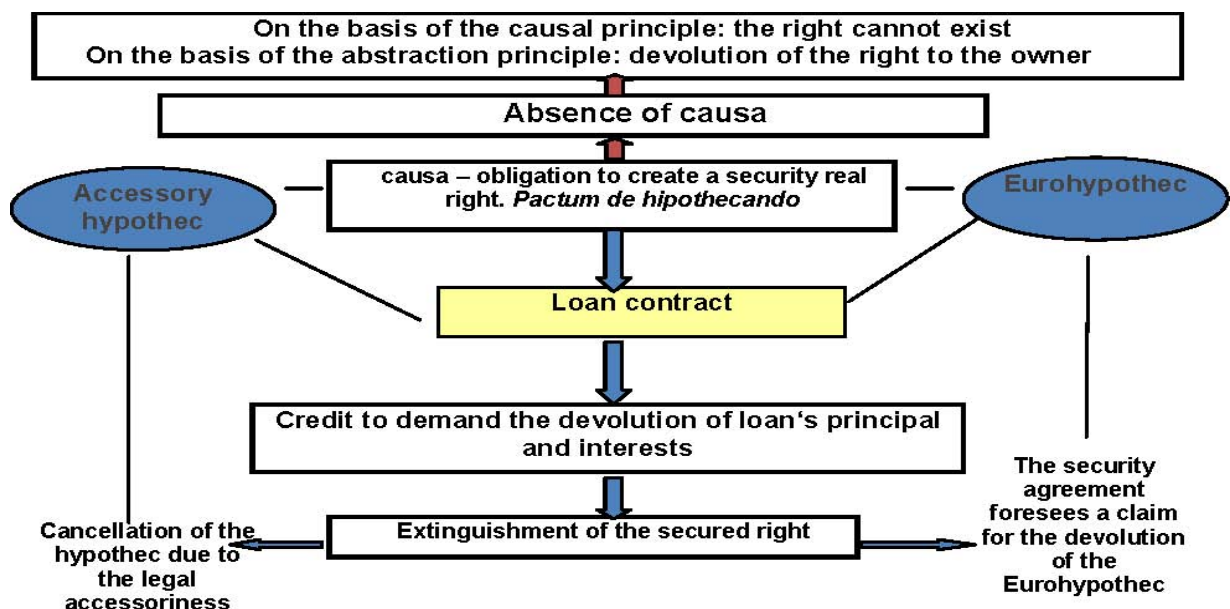 On the basis of the causal principle: the right cannot exist
On the basis of the abstraction principle: devolution of the right to the owner
Absence of causa
causa – obligation to create a security real
right. Pactum de hipothecando
Accessory
hypothec
Eurohypothec
Loan contract
Credit to demand the devolution of loan‘s principal
and interests
Extinguishment of the secured right
Cancellation of the
hypothec due to
the legal
accessoriness
The security
agreement
foresees a claim
for the devolution
of the
Eurohypothec